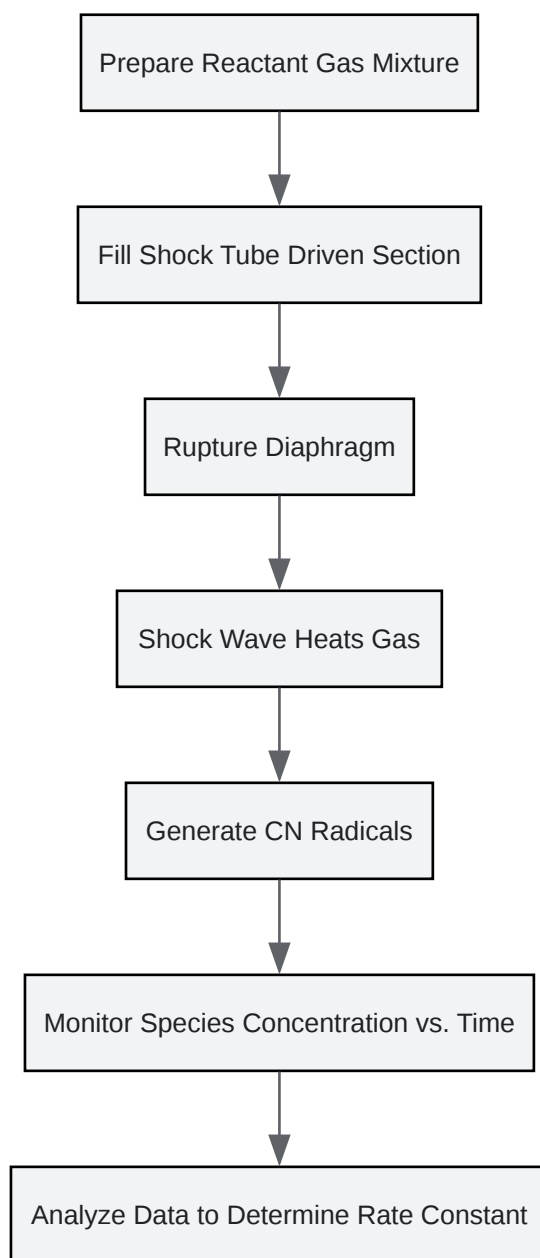 Prepare Reactant Gas Mixture
Fill Shock Tube Driven Section
Rupture Diaphragm
Shock Wave Heats Gas
Generate CN Radicals
Monitor Species Concentration vs. Time
Analyze Data to Determine Rate Constant